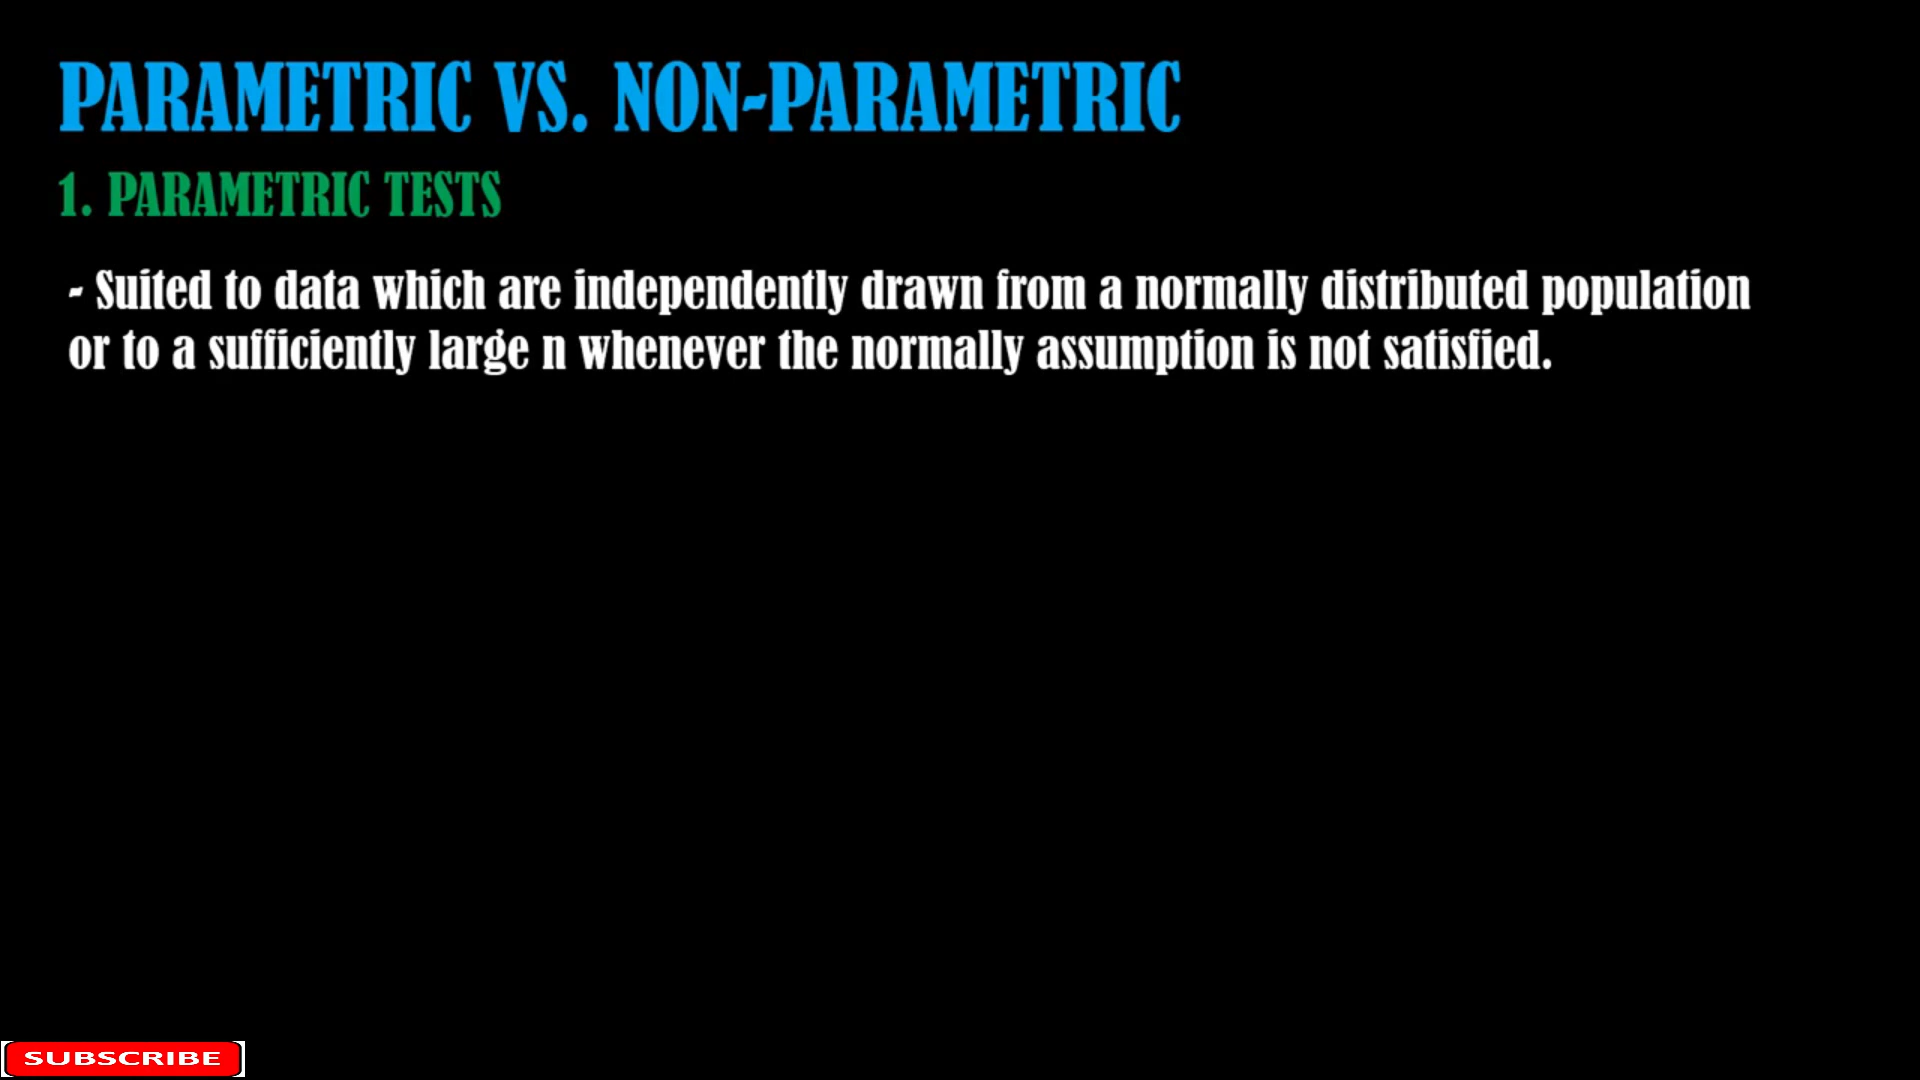 PARAMETRIC VS. NON-PARAMETRIC
1. PARAMETRIC TESTS
- Suited to data which are independently drawn from a normally distributed population
or to a sufficiently large n whenever the normally assumption is not satisfied.
SUBSCRIBE